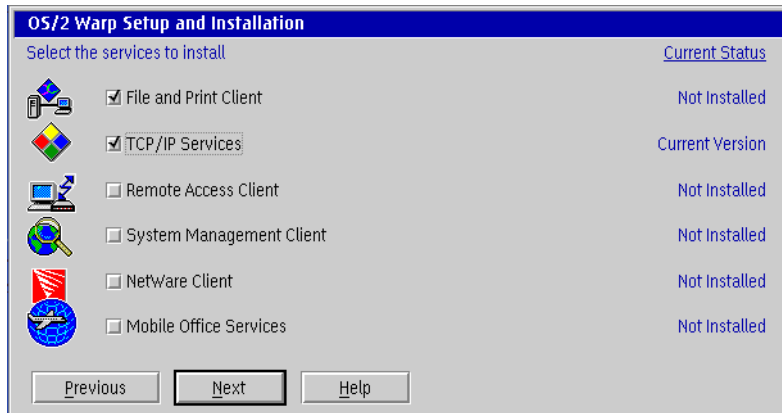 OS/2 Warp Setup and Installation
Select the services to install Current Status
File and Print Client Not Installed
TCP/IP Services Current Version
Remote Access Client Not Installed
System Management Client Not Installed
NetWare Client Not Installed
Mobile Office Services Not Installed
Previous Next Help